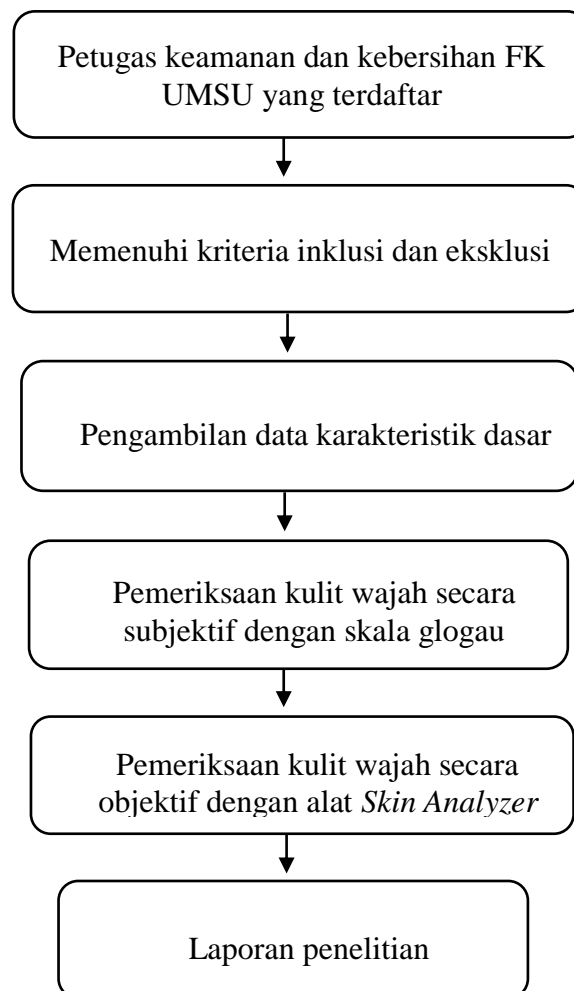 Petugas keamanan dan kebersihan FK
UMSU yang terdaftar
Memenuhi kriteria inklusi dan eksklusi
Pengambilan data karakteristik dasar
Pemeriksaan kulit wajah secara
subjektif dengan skala glogau
Pemeriksaan kulit wajah secara
objektif dengan alat Skin Analyzer
Laporan penelitian